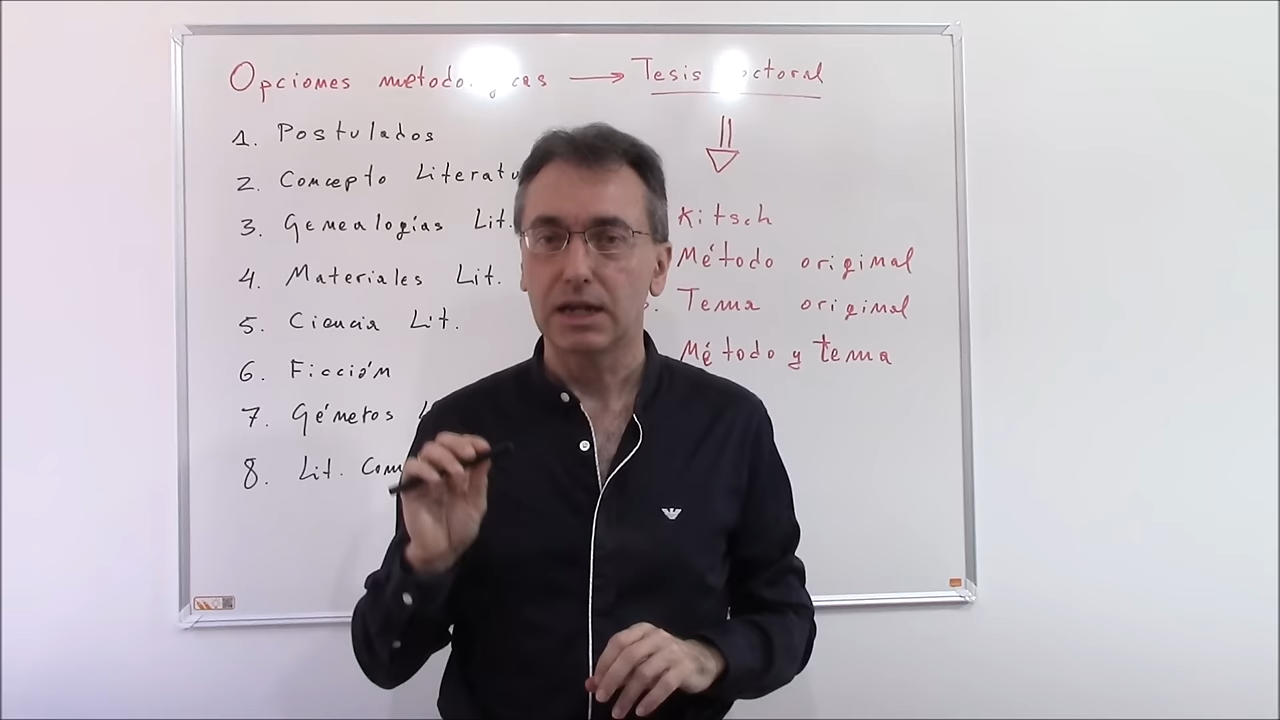 Opciones → Tesis
1. Postulados
2. Concepto
3. Genealogías Lit.
4. Materiales Lit.
5. Ciencia Lit.
6. Ficción
7. Géneros
8. Lit.
Kitsch
Método original
Tema original
Método y tema